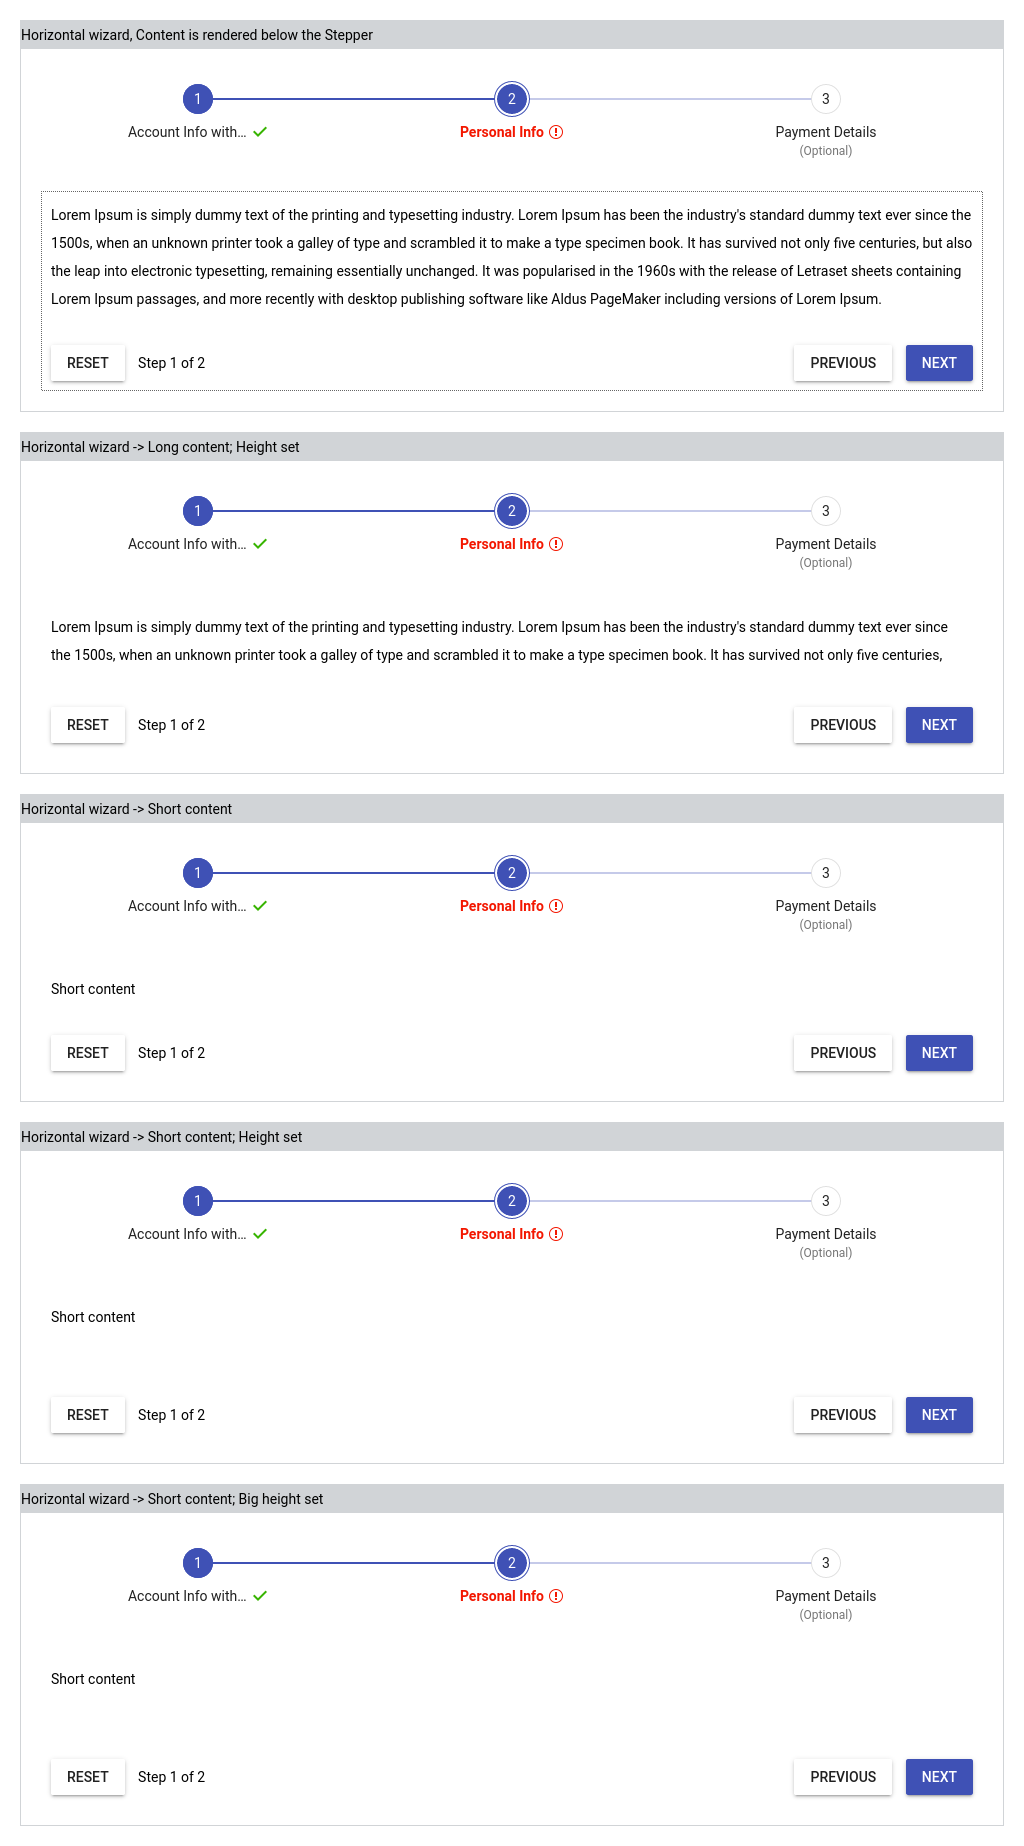 Horizontal wizard, Content is rendered below the Stepper
1 2 3
Account Info with... Personal Info Payment Details
(Optional)
Lorem Ipsum is simply dummy text of the printing and typesetting industry. Lorem Ipsum has been the industry's standard dummy text ever since the
1500s, when an unknown printer took a galley of type and scrambled it to make a type specimen book. It has survived not only five centuries, but also
the leap into electronic typesetting, remaining essentially unchanged. It was popularised in the 1960s with the release of Letraset sheets containing
Lorem Ipsum passages, and more recently with desktop publishing software like Aldus PageMaker including versions of Lorem Ipsum.
RESET Step 1 of 2 PREVIOUS NEXT
Horizontal wizard -> Long content; Height set
1 2 3
Account Info with... Personal Info Payment Details
(Optional)
Lorem Ipsum is simply dummy text of the printing and typesetting industry. Lorem Ipsum has been the industry's standard dummy text ever since
the 1500s, when an unknown printer took a galley of type and scrambled it to make a type specimen book. It has survived not only five centuries,
RESET Step 1 of 2 PREVIOUS NEXT
Horizontal wizard -> Short content
1 2 3
Account Info with... Personal Info Payment Details
(Optional)
Short content
RESET Step 1 of 2 PREVIOUS NEXT
Horizontal wizard -> Short content; Height set
1 2 3
Account Info with... Personal Info Payment Details
(Optional)
Short content
RESET Step 1 of 2 PREVIOUS NEXT
Horizontal wizard -> Short content; Big height set
1 2 3
Account Info with... Personal Info Payment Details
(Optional)
Short content
RESET Step 1 of 2 PREVIOUS NEXT